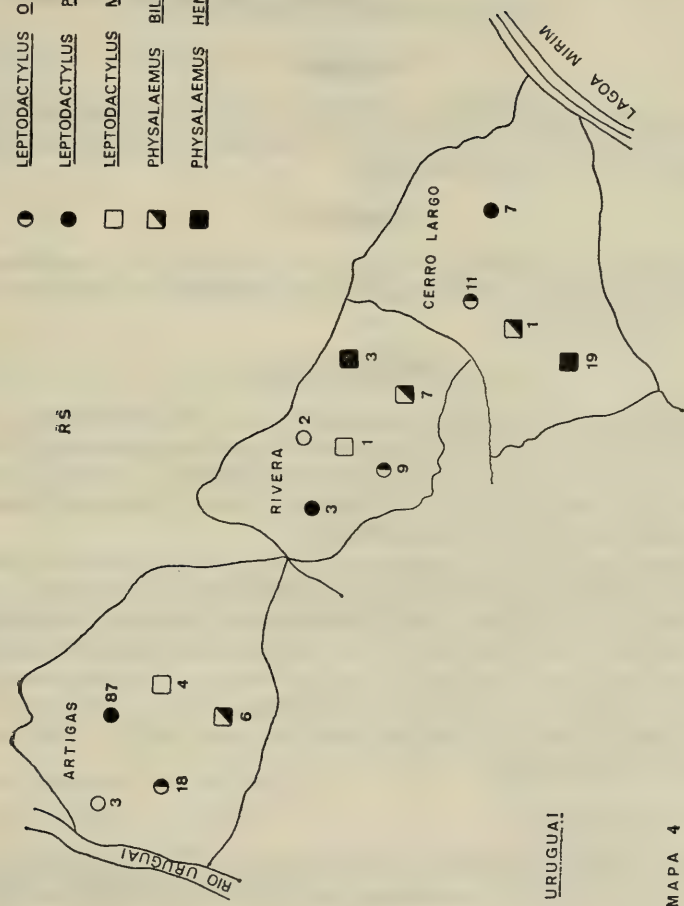 LEPTODACTYLUS
LEPTODACTYLUS
LEPTODACTYLUS
PHYSALAEMUS
PHYSALAEMUS
LAGOA MIRIM
CERRO LARGO
7
11
1
19
RIVERA
3
2
1
7
9
3
ARTIGAS
87
4
6
3
18
RIO URUGUAI
URUGUAI
MAPA 4